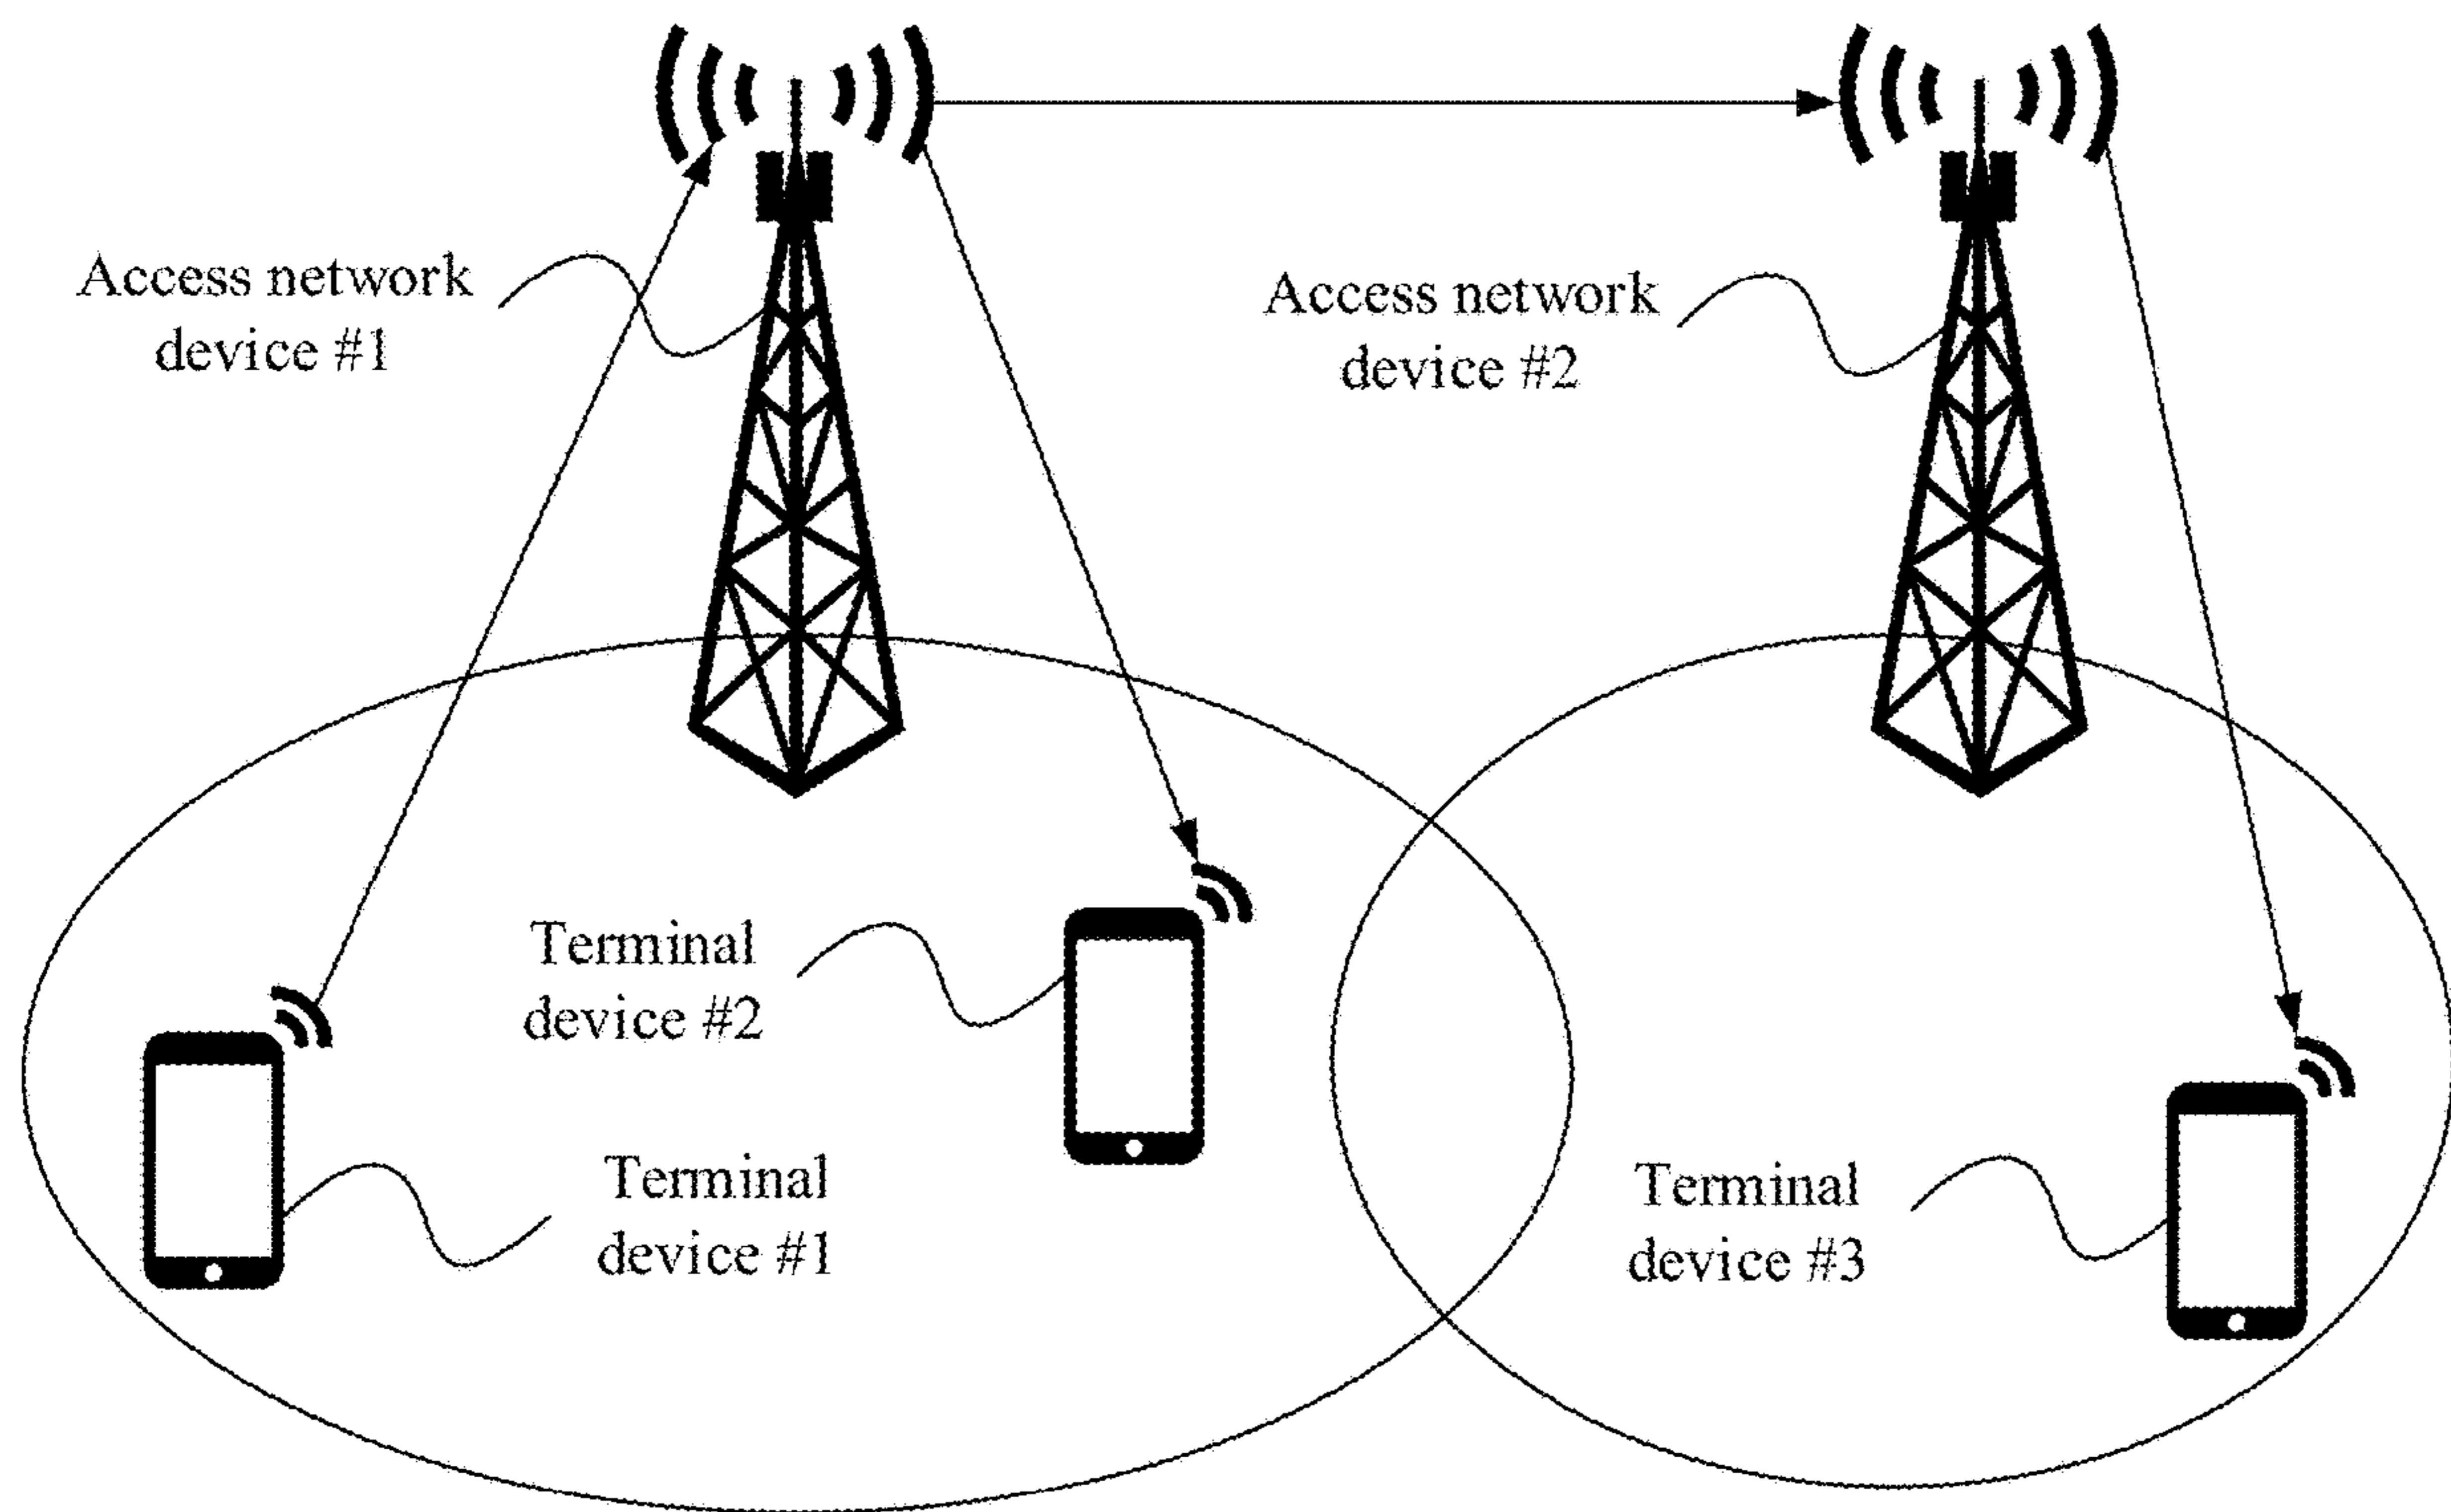 Access network
device #1
Access network
device #2
Terminal
device #2
Terminal
device #1
Terminal
device #3